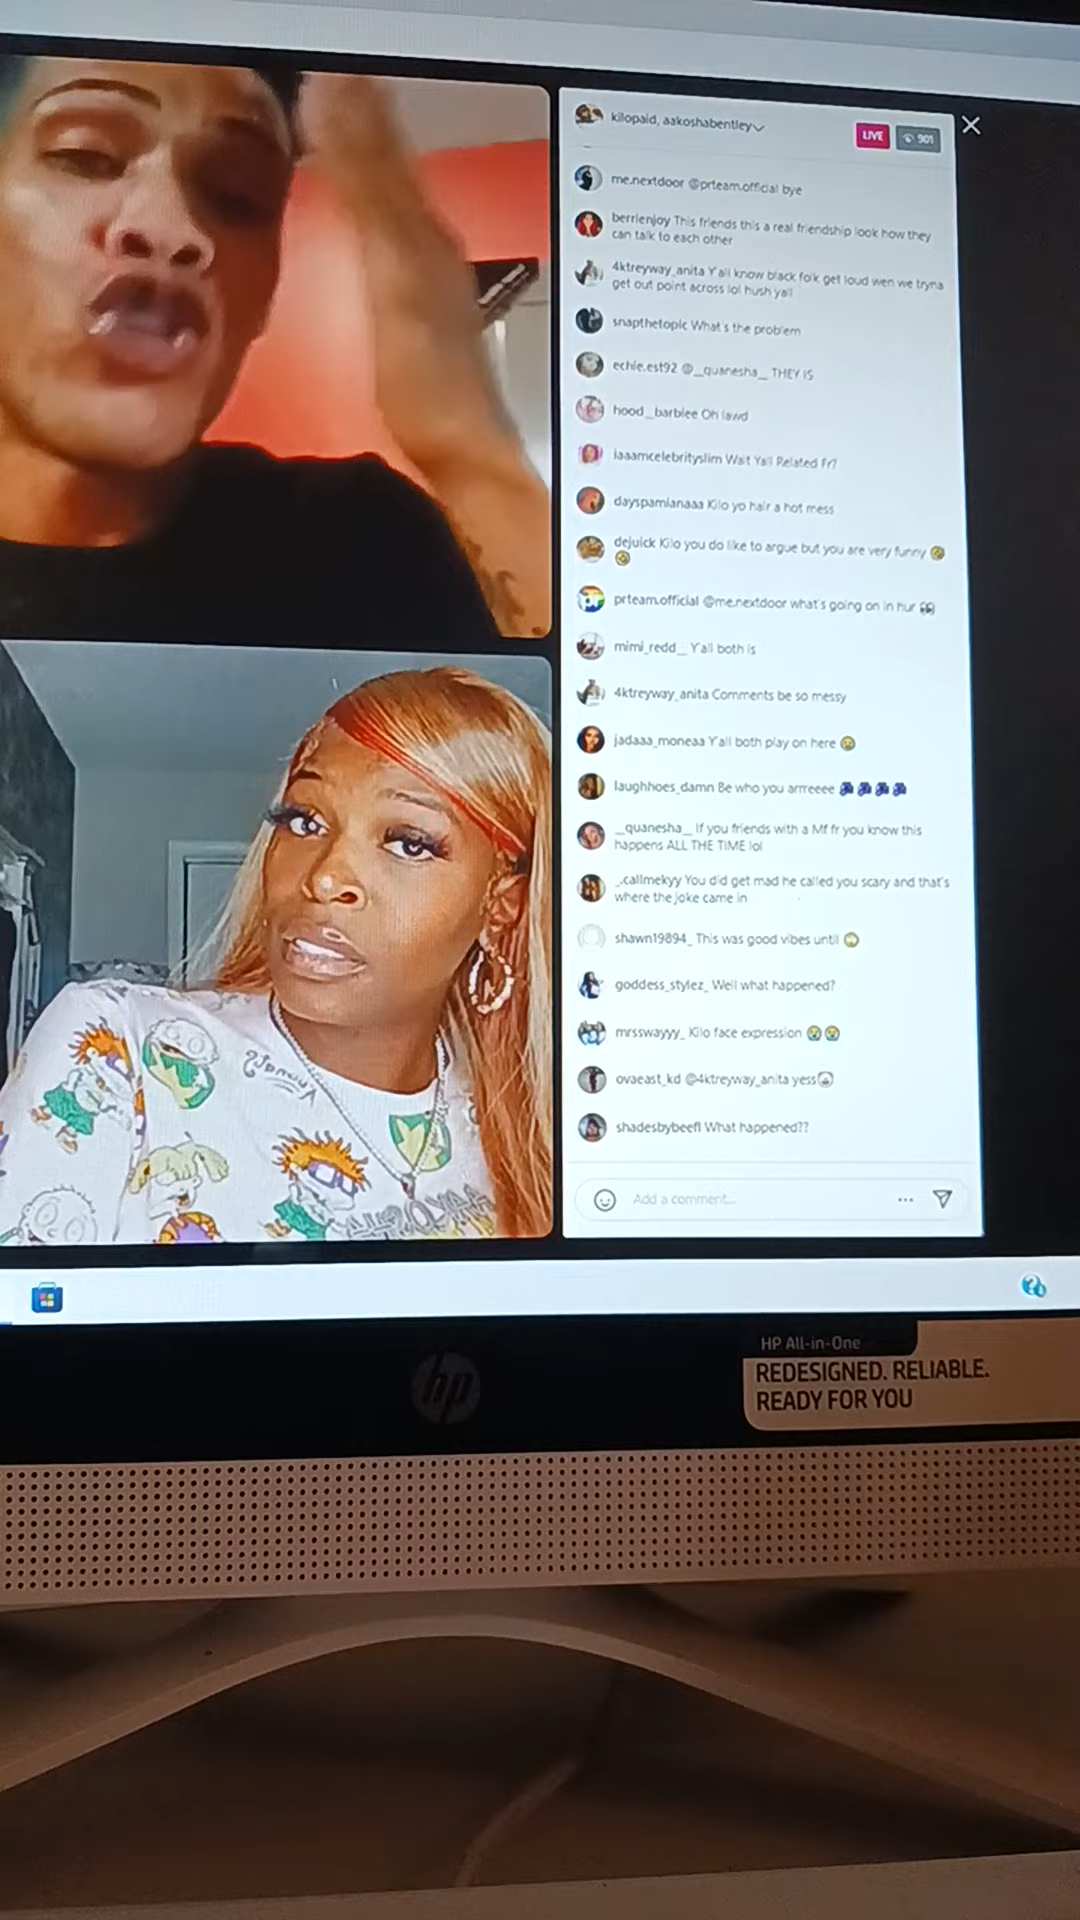 kilopaid, aakoshabentley
LIVE
901
me.nextdoor @prteam.official bye
berrienjoy This friends this a real friendship look how they
can talk to each other
4ktreyway_anita Y'all know black folk get loud wen we tryna
get out point across lol hush yall
snapthetopic What's the problem
echie.est92 @__quanesha__ THEY IS
hood__barbiee Oh lawd
iaaamcelebrityslim Wait Yall Related Fr?
dayspamianaaa Kilo yo hair a hot mess
dejuick Kilo you do like to argue but you are very funny 
prteam.official @me.nextdoor what's going on in hur 👀
mimi_redd__ Y'all both is
4ktreyway_anita Comments be so messy
jadaaa_moneaa Y'all both play on here
laughhoes_damn Be who you arrreeee
__quanesha__ If you friends with a Mf fr you know this
happens ALL THE TIME lol
_.callmekyy You did get mad he called you scary and that's
where the joke came in
shawn19894_ This was good vibes until
goddess_stylez_ Well what happened?
mrsswayyy_ Kilo face expression
ovaeast_kd @4ktreyway_anita yess
shadesbybeefl What happened??
Add a comment...
hp
HP All-in-One
REDESIGNED. RELIABLE.
READY FOR YOU